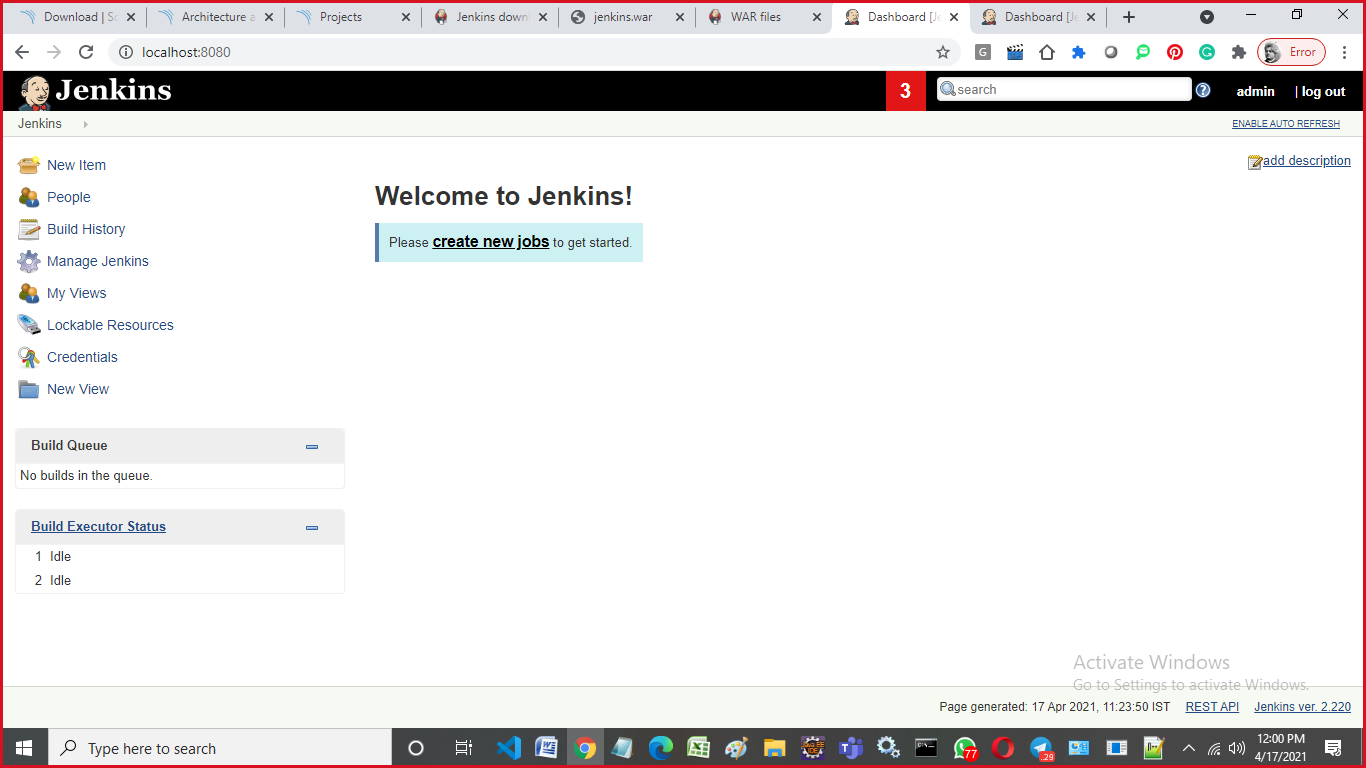 Download | Sc
Architecture a
Projects
Jenkins down
jenkins.war
WAR files
Dashboard [Je
Dashboard [Je
localhost:8080
G
Error
Jenkins
3
search
?
admin
| log out
Jenkins
ENABLE AUTO REFRESH
New Item
add description
People
Welcome to Jenkins!
Build History
Please create new jobs to get started.
Manage Jenkins
My Views
Lockable Resources
Credentials
New View
Build Queue
No builds in the queue.
Build Executor Status
1 Idle
2 Idle
Activate Windows
Go to Settings to activate Windows.
Page generated: 17 Apr 2021, 11:23:50 IST
REST API
Jenkins ver. 2.220
Type here to search
77
.29
12:00 PM
4/17/2021